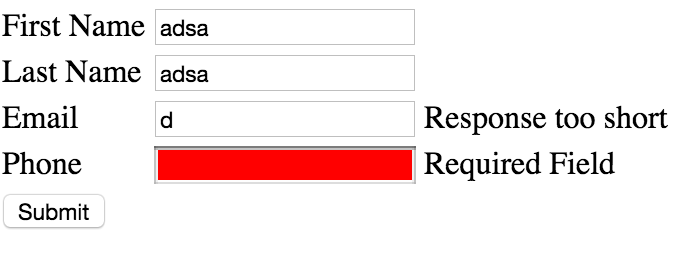 First Name adsa
Last Name adsa
Email d Response too short
Phone Required Field
Submit